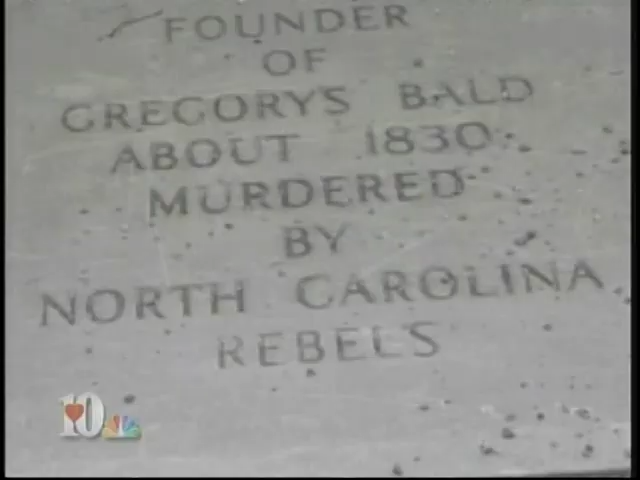 FOUNDER
OF
GREGORYS BALD
ABOUT 1830
MURDERED
BY
NORTH CAROLINA
REBELS
10